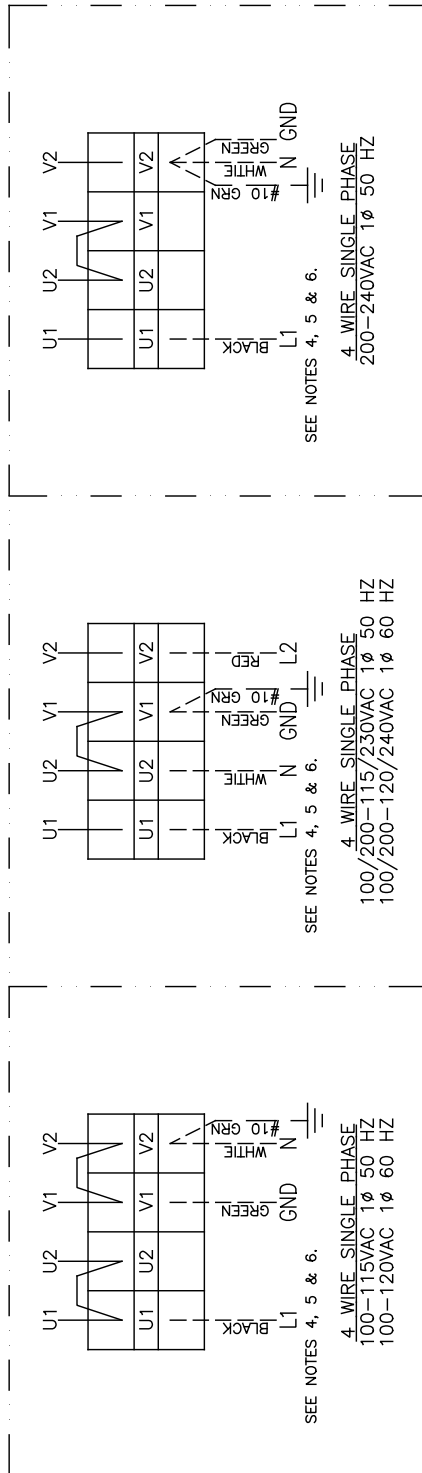 U1 U2 V1 V2
U1 U2 V1 V2
BLACK GREEN WHTIE #10 GRN
L1 GND N
SEE NOTES 4, 5 & 6.
4 WIRE SINGLE PHASE
100-115VAC 1ø 50 HZ
100-120VAC 1ø 60 HZ
U1 U2 V1 V2
U1 U2 V1 V2
BLACK WHTIE GREEN #10 GRN RED
L1 N GND L2
SEE NOTES 4, 5 & 6.
4 WIRE SINGLE PHASE
100/200-115/230VAC 1ø 50 HZ
100/200-120/240VAC 1ø 60 HZ
U1 U2 V1 V2
U1 U2 V1 V2
BLACK #10 GRN WHTIE GREEN
L1 N GND
SEE NOTES 4, 5 & 6.
4 WIRE SINGLE PHASE
200-240VAC 1ø 50 HZ